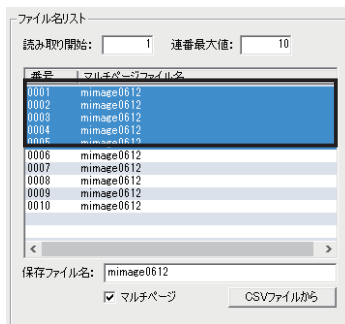 ファイル名リスト
読み取り開始: 1 連番最大値: 10
番号 マルチページファイル名
0001 mimage0612
0002 mimage0612
0003 mimage0612
0004 mimage0612
0005 mimage0612
0006 mimage0612
0007 mimage0612
0008 mimage0612
0009 mimage0612
0010 mimage0612
保存ファイル名: mimage0612
マルチページ CSVファイルから